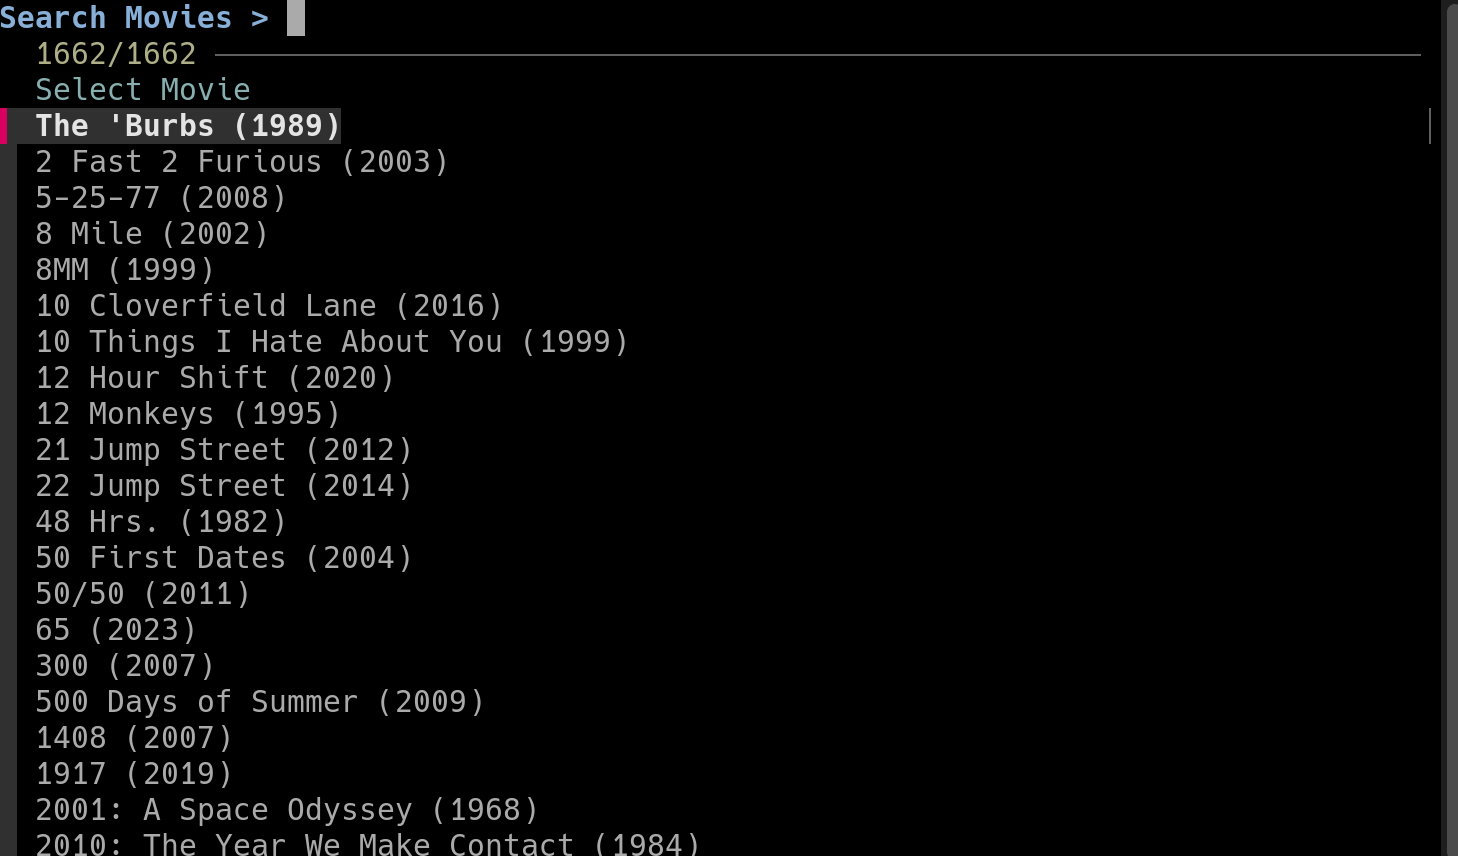 Search Movies >
1662/1662
Select Movie
The 'Burbs (1989)
2 Fast 2 Furious (2003)
5-25-77 (2008)
8 Mile (2002)
8MM (1999)
10 Cloverfield Lane (2016)
10 Things I Hate About You (1999)
12 Hour Shift (2020)
12 Monkeys (1995)
21 Jump Street (2012)
22 Jump Street (2014)
48 Hrs. (1982)
50 First Dates (2004)
50/50 (2011)
65 (2023)
300 (2007)
500 Days of Summer (2009)
1408 (2007)
1917 (2019)
2001: A Space Odyssey (1968)
2010: The Year We Make Contact (1984)